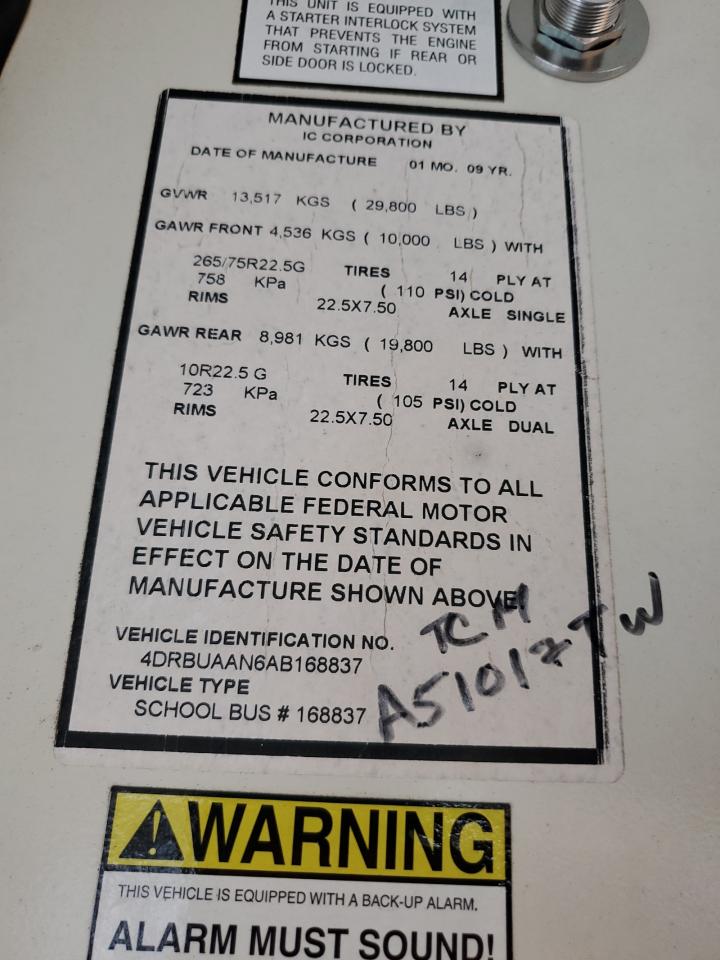 THIS UNIT IS EQUIPPED WITH
A STARTER INTERLOCK SYSTEM
THAT PREVENTS THE ENGINE
FROM STARTING IF REAR OR
SIDE DOOR IS LOCKED.
MANUFACTURED BY
IC CORPORATION
DATE OF MANUFACTURE 01 MO. 09 YR.
GVWR 13,517 KGS ( 29,800 LBS )
GAWR FRONT 4,536 KGS ( 10,000 LBS ) WITH
265/75R22.5G TIRES 14 PLY AT
758 KPa ( 110 PSI) COLD
RIMS 22.5X7.50 AXLE SINGLE
GAWR REAR 8,981 KGS ( 19,800 LBS ) WITH
10R22.5 G TIRES 14 PLY AT
723 KPa ( 105 PSI) COLD
RIMS 22.5X7.50 AXLE DUAL
THIS VEHICLE CONFORMS TO ALL
APPLICABLE FEDERAL MOTOR
VEHICLE SAFETY STANDARDS IN
EFFECT ON THE DATE OF
MANUFACTURE SHOWN ABOVE
TCM
VEHICLE IDENTIFICATION NO.
4DRBUAAN6AB168837
A51017TW
VEHICLE TYPE
SCHOOL BUS # 168837
WARNING
THIS VEHICLE IS EQUIPPED WITH A BACK-UP ALARM.
ALARM MUST SOUND!